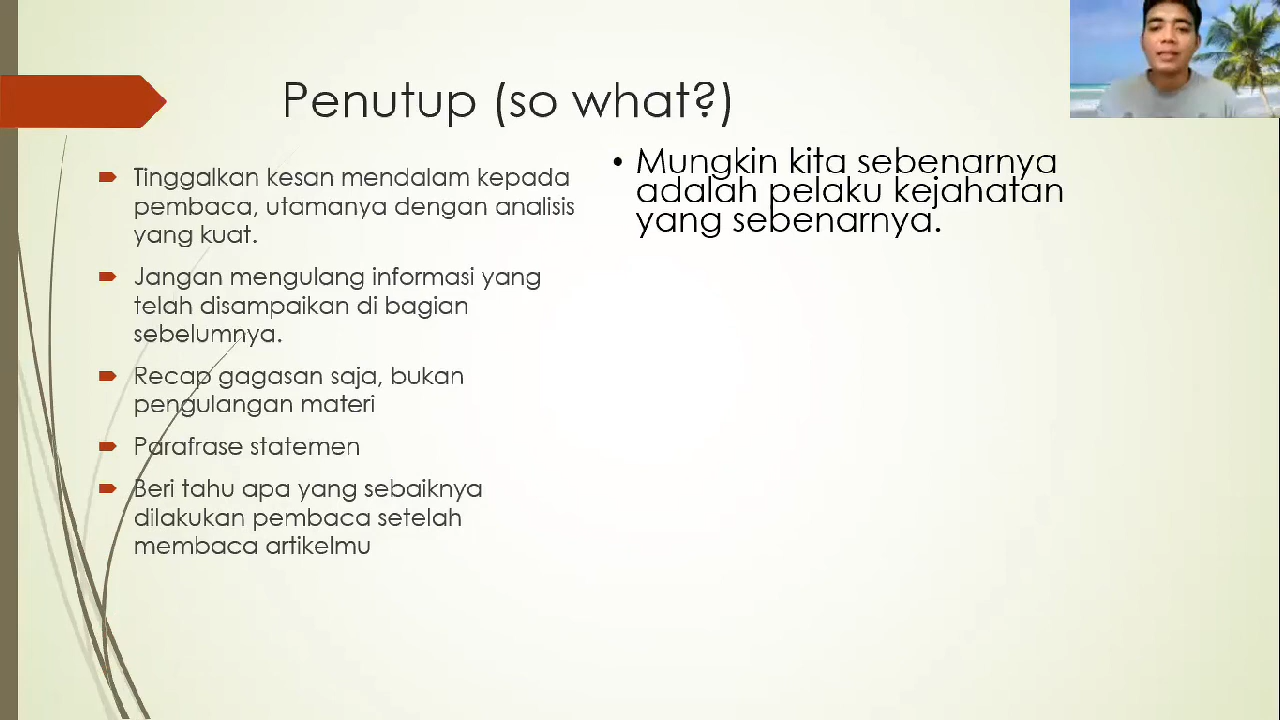 Penutup (so what?)
Tinggalkan kesan mendalam kepada
pembaca, utamanya dengan analisis
yang kuat.
Jangan mengulang informasi yang
telah disampaikan di bagian
sebelumnya.
Recap gagasan saja, bukan
pengulangan materi
Parafrase statemen
Beri tahu apa yang sebaiknya
dilakukan pembaca setelah
membaca artikelmu
• Mungkin kita sebenarnya
adalah pelaku kejahatan
yang sebenarnya.